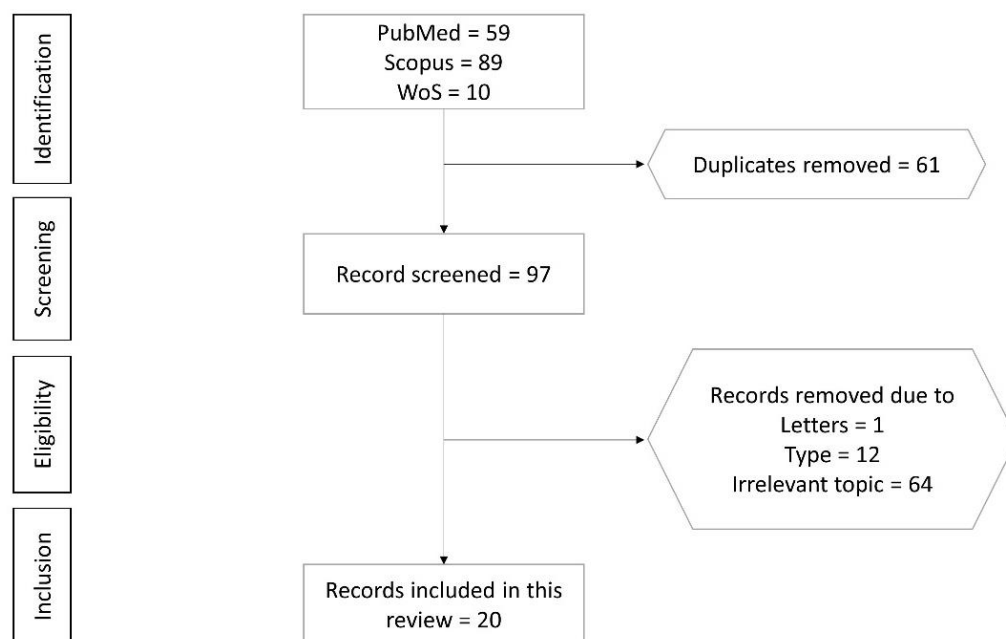 Identification
PubMed = 59
Scopus = 89
WoS = 10
Duplicates removed = 61
Screening
Record screened = 97
Eligibility
Records removed due to
Letters = 1
Type = 12
Irrelevant topic = 64
Inclusion
Records included in this
review = 20